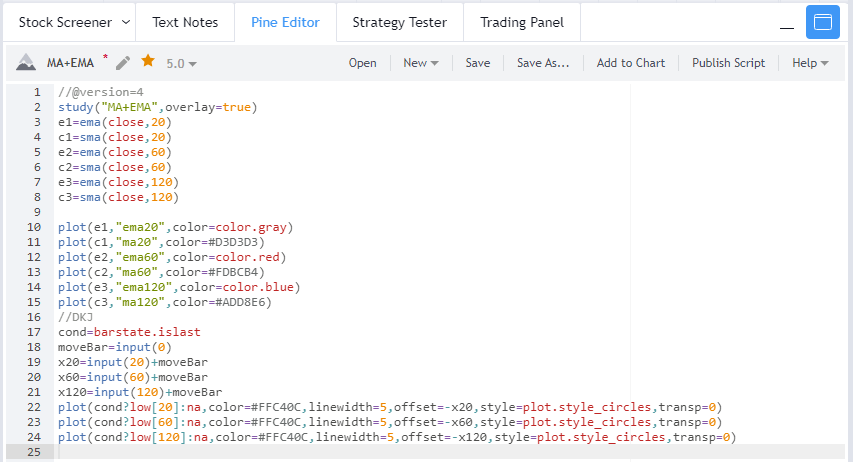 Stock Screener Text Notes Pine Editor Strategy Tester Trading Panel
MA+EMA * 5.0 Open New Save Save As... Add to Chart Publish Script Help
1 //@version=4
2 study("MA+EMA",overlay=true)
3 e1=ema(close,20)
4 c1=sma(close,20)
5 e2=ema(close,60)
6 c2=sma(close,60)
7 e3=ema(close,120)
8 c3=sma(close,120)
9
10 plot(e1,"ema20",color=color.gray)
11 plot(c1,"ma20",color=#D3D3D3)
12 plot(e2,"ema60",color=color.red)
13 plot(c2,"ma60",color=#FDBCB4)
14 plot(e3,"ema120",color=color.blue)
15 plot(c3,"ma120",color=#ADD8E6)
16 //DKJ
17 cond=barstate.islast
18 moveBar=input(0)
19 x20=input(20)+moveBar
20 x60=input(60)+moveBar
21 x120=input(120)+moveBar
22 plot(cond?low[20]:na,color=#FFC40C,linewidth=5,offset=-x20,style=plot.style_circles,transp=0)
23 plot(cond?low[60]:na,color=#FFC40C,linewidth=5,offset=-x60,style=plot.style_circles,transp=0)
24 plot(cond?low[120]:na,color=#FFC40C,linewidth=5,offset=-x120,style=plot.style_circles,transp=0)
25